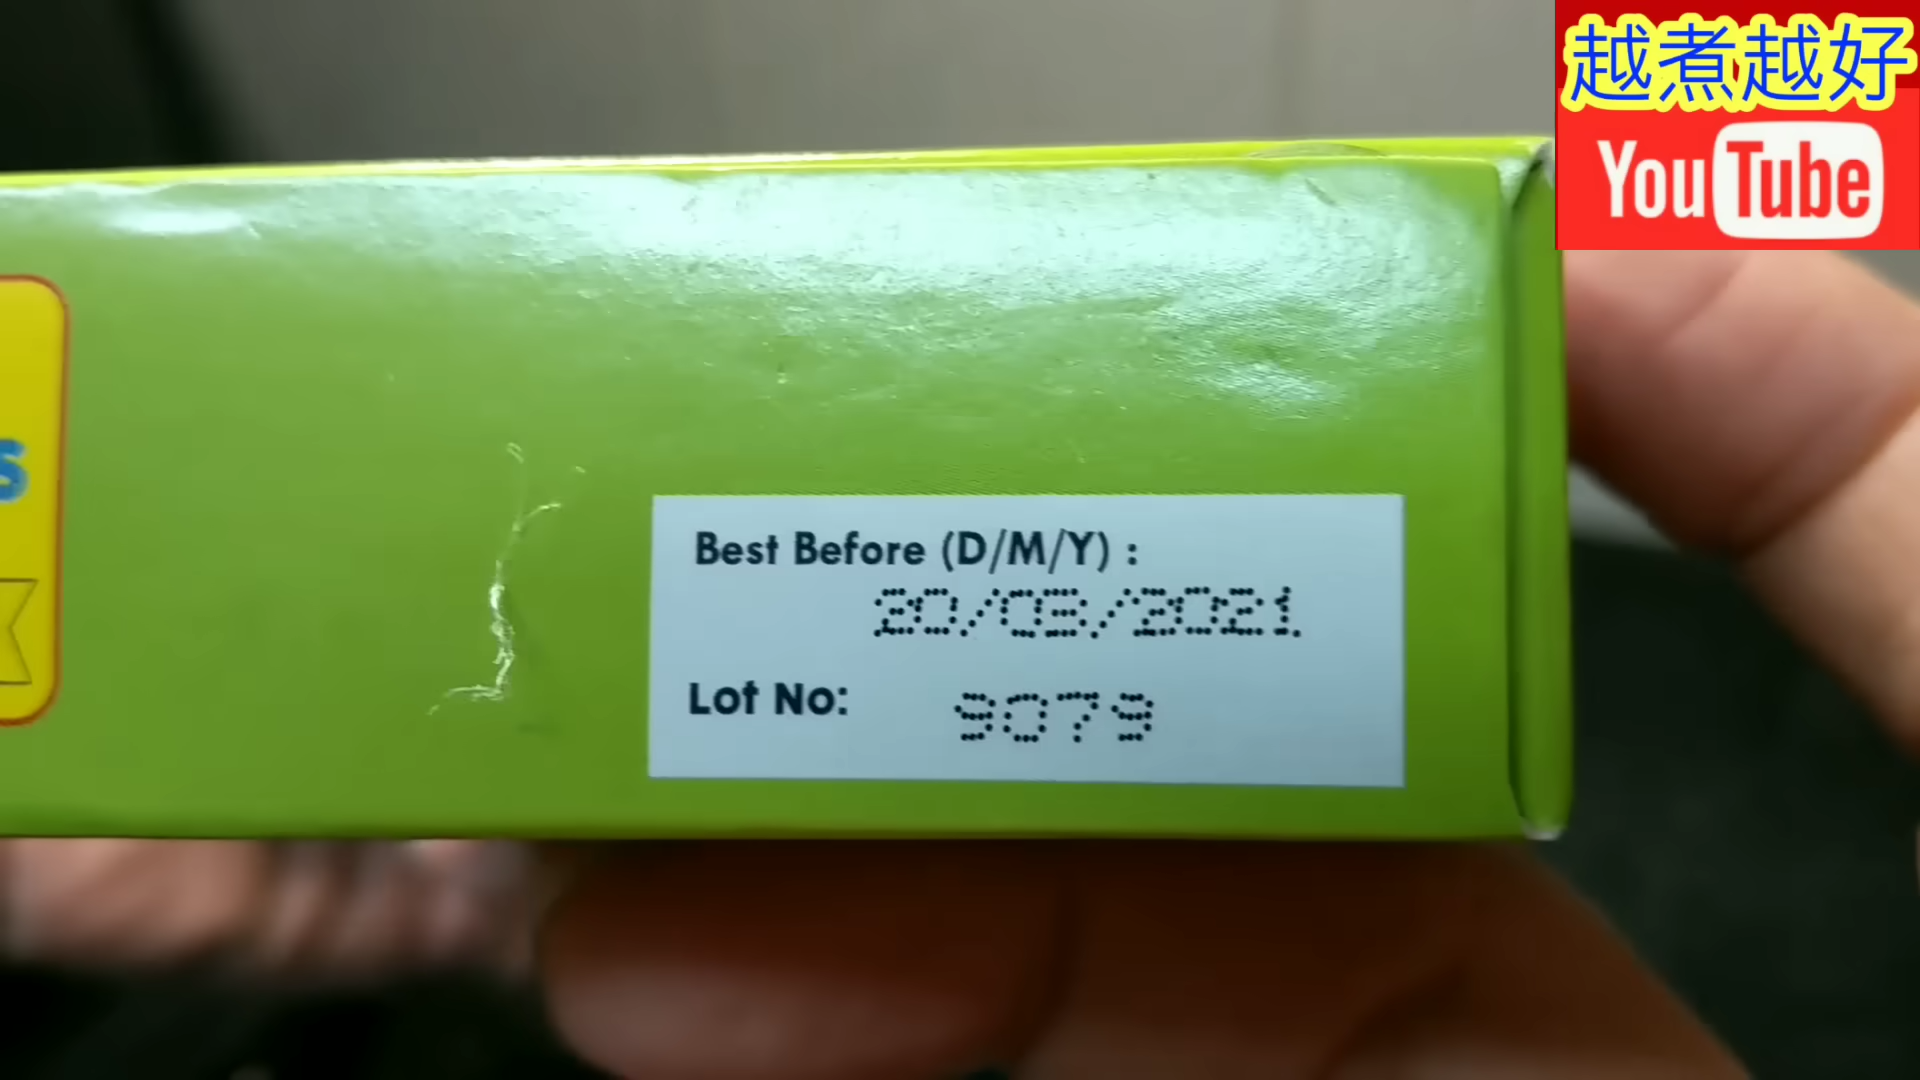 越煮越好
YouTube
S
Best Before (D/M/Y) :
20/03/2021
Lot No: 9079